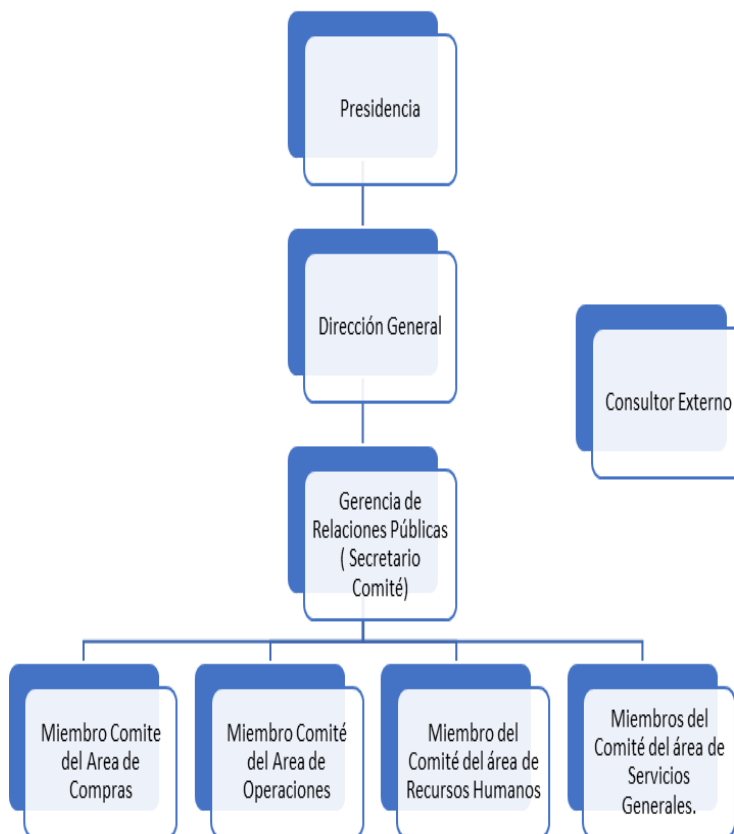 Presidencia
Dirección General
Consultor Externo
Gerencia de
Relaciones Públicas
( Secretario
Comité)
Miembro Comite
del Area de
Compras
Miembro Comité
del Area de
Operaciones
Miembro del
Comité del área de
Recursos Humanos
Miembros del
Comité del área de
Servicios
Generales.